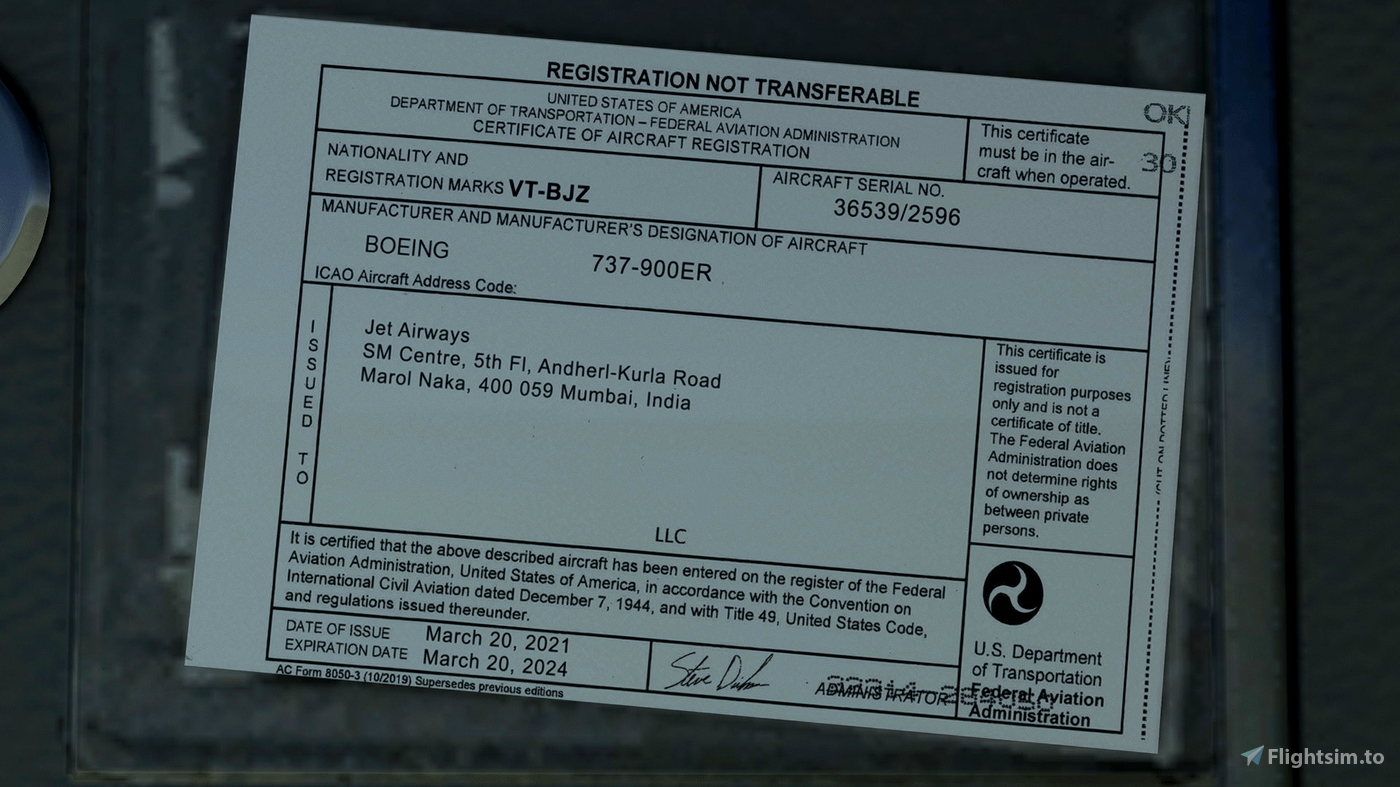 REGISTRATION NOT TRANSFERABLE
UNITED STATES OF AMERICA
DEPARTMENT OF TRANSPORTATION – FEDERAL AVIATION ADMINISTRATION
CERTIFICATE OF AIRCRAFT REGISTRATION
This certificate
must be in the air-
craft when operated.
OK
30
NATIONALITY AND
REGISTRATION MARKS VT-BJZ
AIRCRAFT SERIAL NO.
36539/2596
MANUFACTURER AND MANUFACTURER'S DESIGNATION OF AIRCRAFT
BOEING 737-900ER
ICAO Aircraft Address Code:
ISSUED TO
Jet Airways
SM Centre, 5th Fl, Andherl-Kurla Road
Marol Naka, 400 059 Mumbai, India
LLC
This certificate is
issued for
registration purposes
only and is not a
certificate of title.
The Federal Aviation
Administration does
not determine rights
of ownership as
between private
persons.
It is certified that the above described aircraft has been entered on the register of the Federal
Aviation Administration, United States of America, in accordance with the Convention on
International Civil Aviation dated December 7, 1944, and with Title 49, United States Code,
and regulations issued thereunder.
DATE OF ISSUE March 20, 2021
EXPIRATION DATE March 20, 2024
Steve
ADMINISTRATOR
U.S. Department
of Transportation
Federal Aviation
Administration
AC Form 8050-3 (10/2019) Supersedes previous editions
Flightsim.to